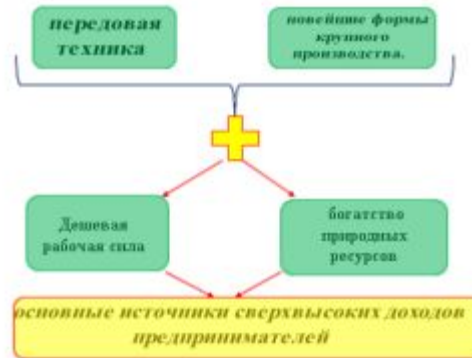 передовая
техника
новейшие формы
крупного
производства.
Дешевая
рабочая сила
богатство
природных
ресурсов
основные источники сверхвысоких доходов
предпринимателей